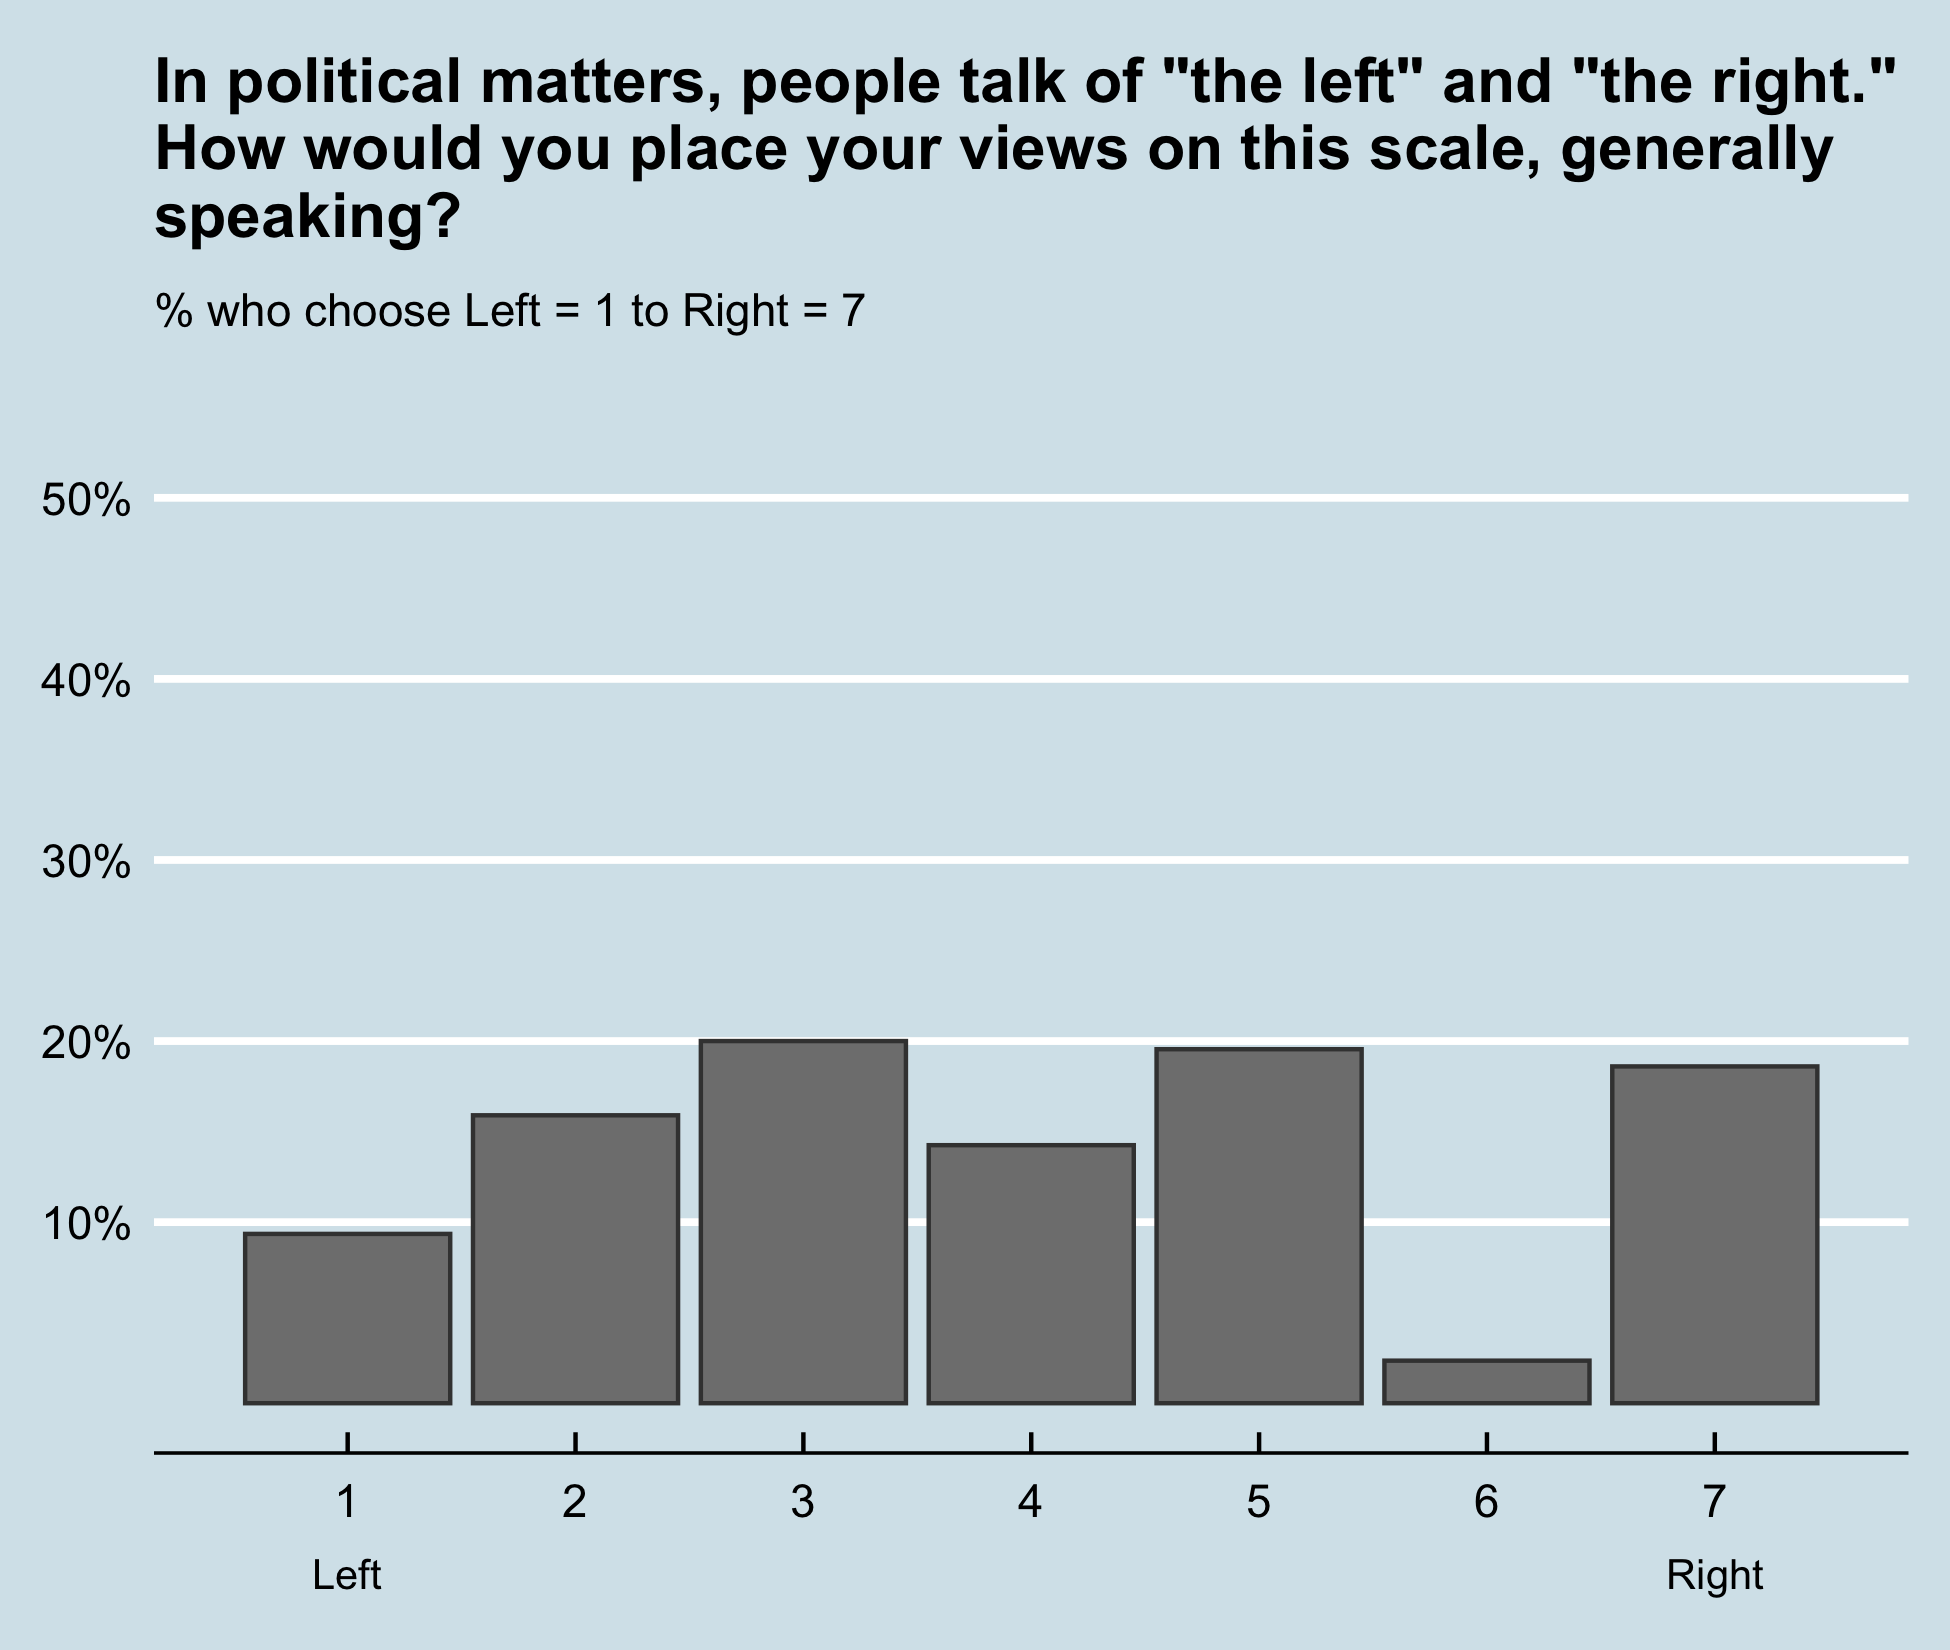 In political matters, people talk of "the left" and "the right."
How would you place your views on this scale, generally
speaking?
% who choose Left = 1 to Right = 7
50%
40%
30%
20%
10%
1 2 3 4 5 6 7
Left Right